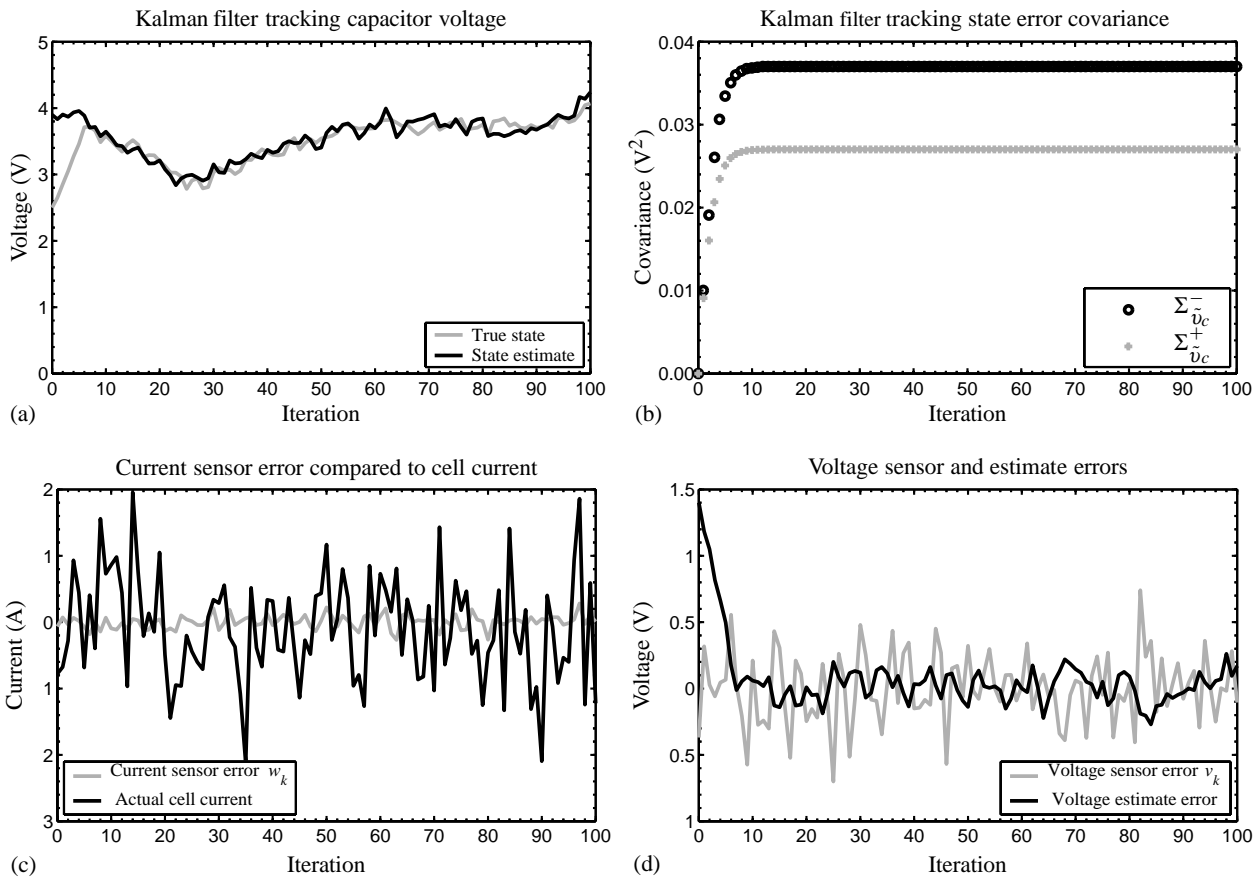 Kalman filter tracking capacitor voltage
5
4
3
2
1
0
Voltage (V)
True state
State estimate
0 10 20 30 40 50 60 70 80 90 100
Iteration
(a)
Kalman filter tracking state error covariance
0.04
0.03
0.02
0.01
0.00
Covariance (V²)
Σ⁻ṽc
Σ⁺ṽc
0 10 20 30 40 50 60 70 80 90 100
Iteration
(b)
Current sensor error compared to cell current
2
1
0
1
2
3
Current (A)
Current sensor error wk
Actual cell current
0 10 20 30 40 50 60 70 80 90 100
Iteration
(c)
Voltage sensor and estimate errors
1.5
1
0.5
0
0.5
1
Voltage (V)
Voltage sensor error vk
Voltage estimate error
0 10 20 30 40 50 60 70 80 90 100
Iteration
(d)